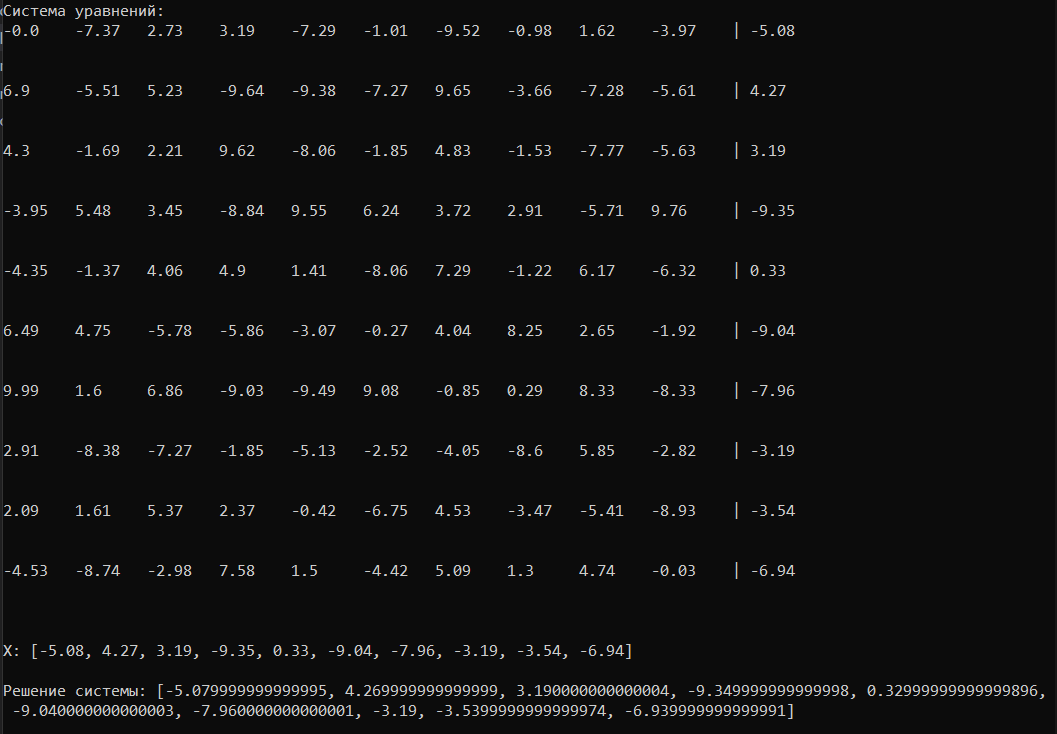 Система уравнений:
-0.0 -7.37 2.73 3.19 -7.29 -1.01 -9.52 -0.98 1.62 -3.97 | -5.08
6.9 -5.51 5.23 -9.64 -9.38 -7.27 9.65 -3.66 -7.28 -5.61 | 4.27
4.3 -1.69 2.21 9.62 -8.06 -1.85 4.83 -1.53 -7.77 -5.63 | 3.19
-3.95 5.48 3.45 -8.84 9.55 6.24 3.72 2.91 -5.71 9.76 | -9.35
-4.35 -1.37 4.06 4.9 1.41 -8.06 7.29 -1.22 6.17 -6.32 | 0.33
6.49 4.75 -5.78 -5.86 -3.07 -0.27 4.04 8.25 2.65 -1.92 | -9.04
9.99 1.6 6.86 -9.03 -9.49 9.08 -0.85 0.29 8.33 -8.33 | -7.96
2.91 -8.38 -7.27 -1.85 -5.13 -2.52 -4.05 -8.6 5.85 -2.82 | -3.19
2.09 1.61 5.37 2.37 -0.42 -6.75 4.53 -3.47 -5.41 -8.93 | -3.54
-4.53 -8.74 -2.98 7.58 1.5 -4.42 5.09 1.3 4.74 -0.03 | -6.94
X: [-5.08, 4.27, 3.19, -9.35, 0.33, -9.04, -7.96, -3.19, -3.54, -6.94]
Решение системы: [-5.079999999999995, 4.269999999999999, 3.190000000000004, -9.349999999999998, 0.32999999999999896,
-9.040000000000003, -7.960000000000001, -3.19, -3.5399999999999974, -6.939999999999991]